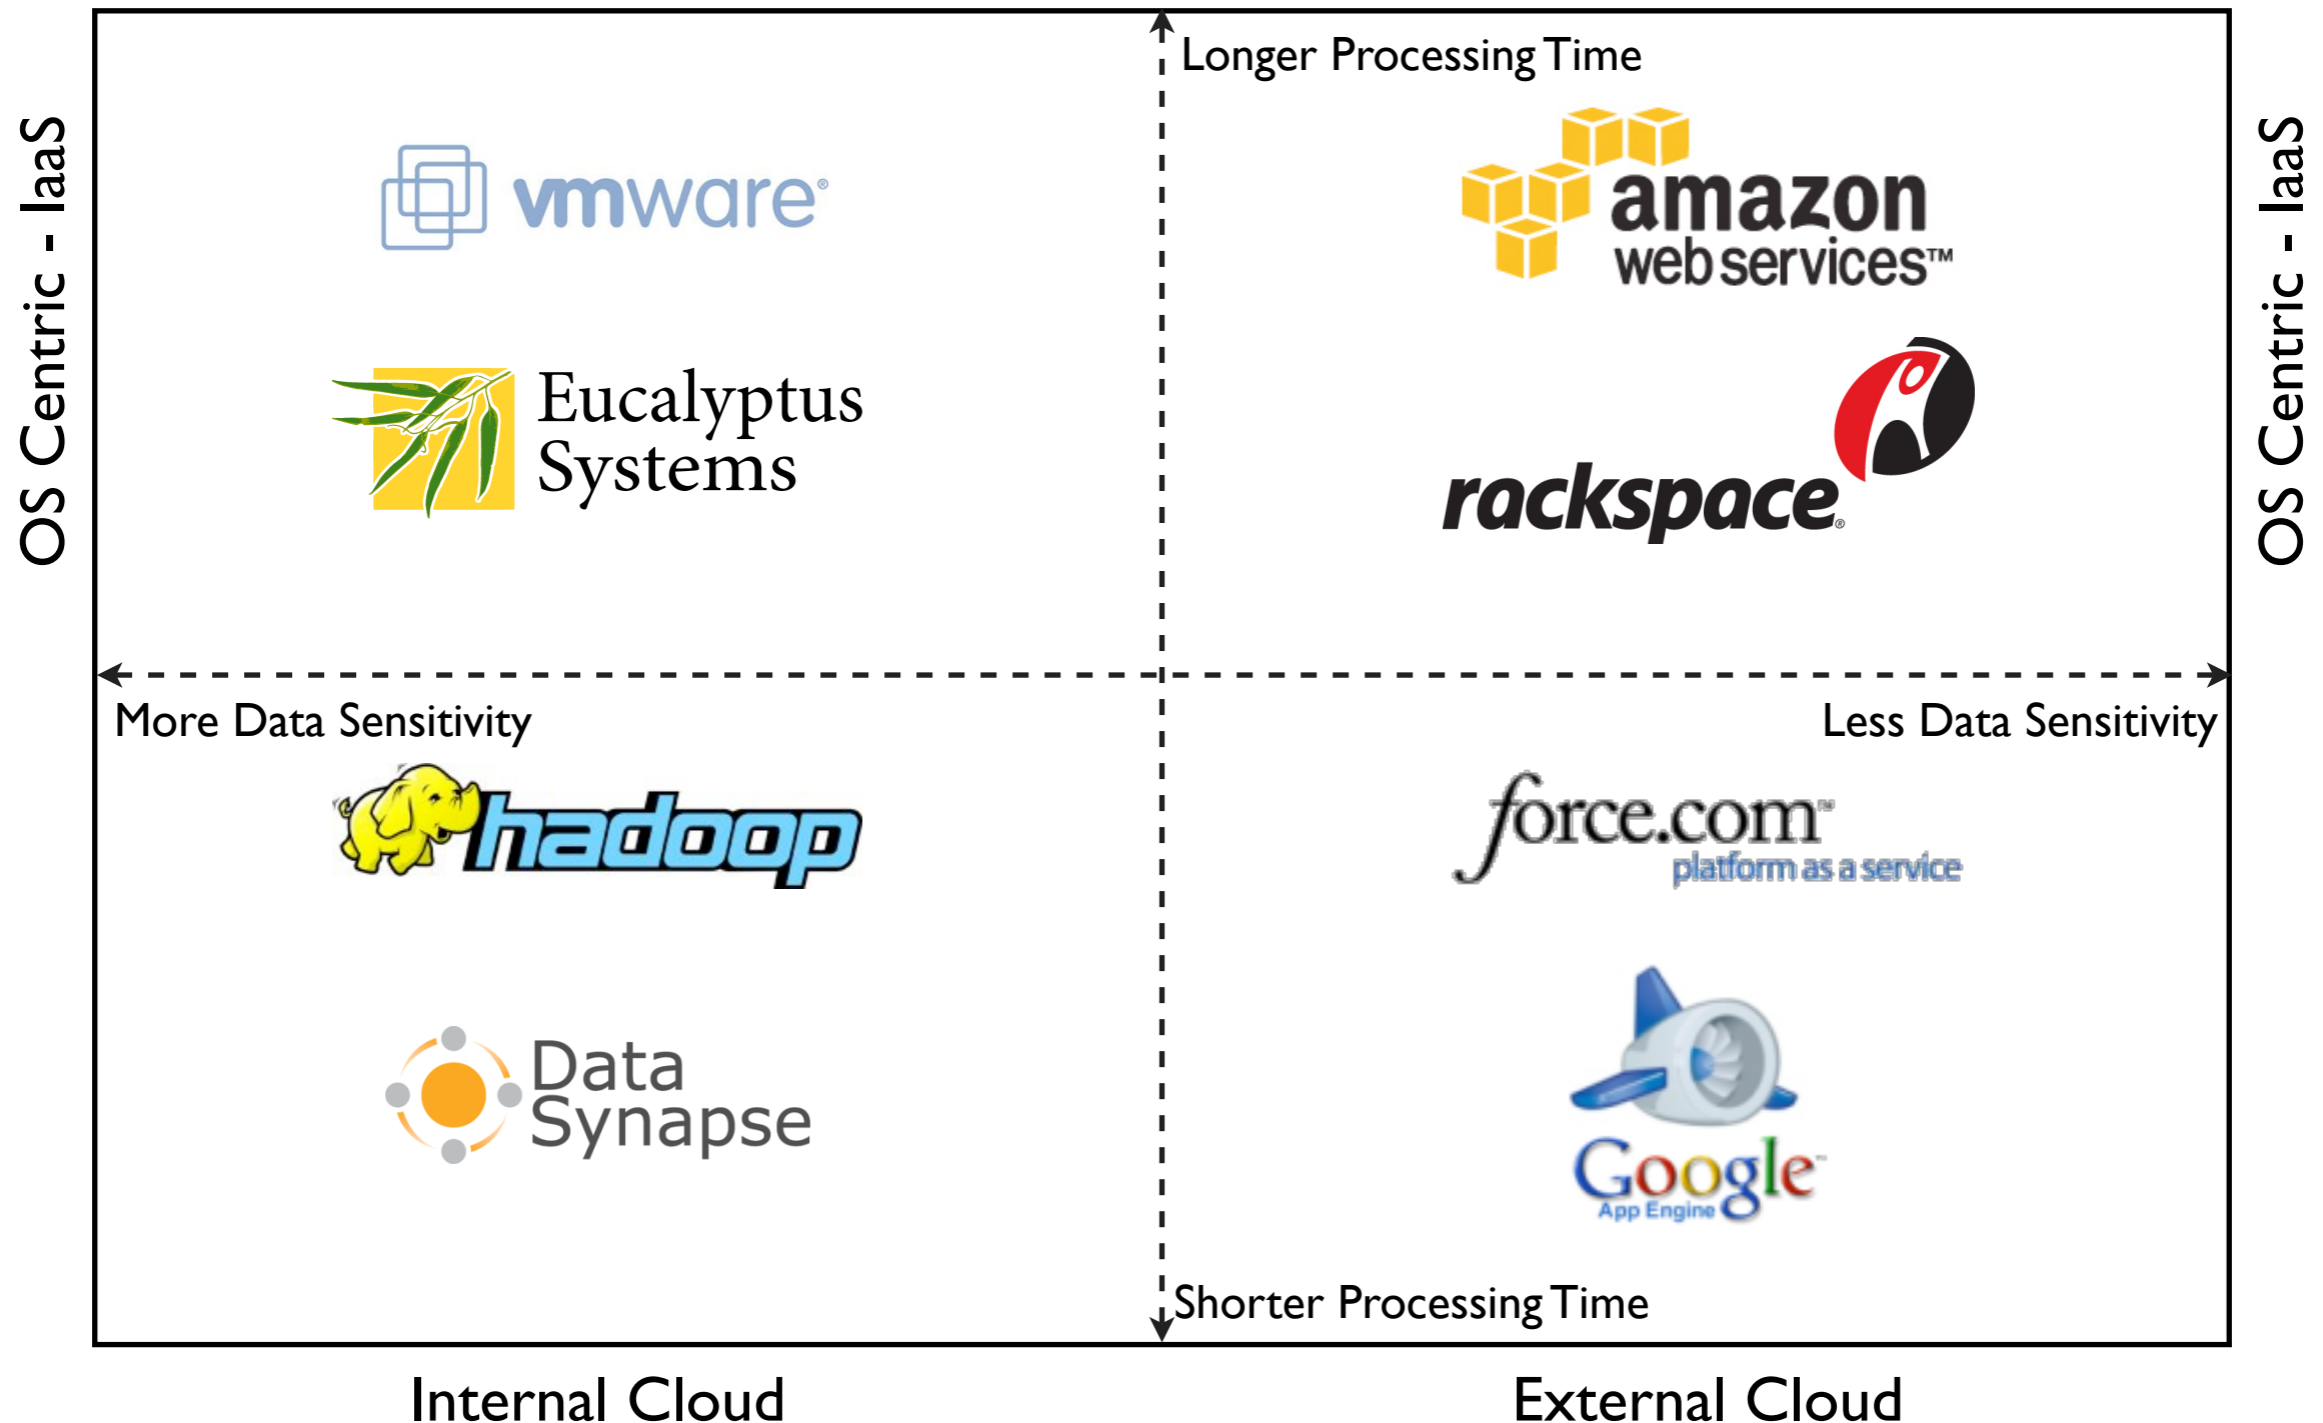 Longer Processing Time
OS Centric - IaaS
OS Centric - IaaS
vmware®
amazon
web services™
Eucalyptus
Systems
rackspace®
More Data Sensitivity
Less Data Sensitivity
hadoop
force.com™
platform as a service
Data
Synapse
Google™
App Engine
Shorter Processing Time
Internal Cloud
External Cloud